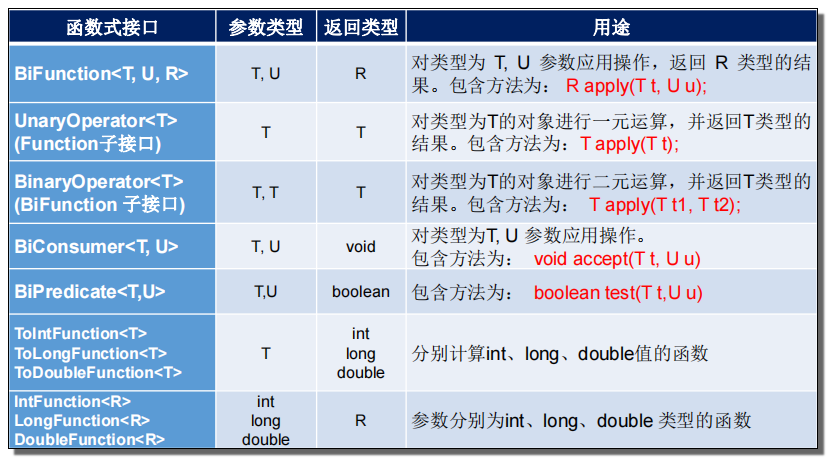 函数式接口 参数类型 返回类型 用途
BiFunction<T, U, R> T, U R 对类型为 T, U 参数应用操作，返回 R 类型的结
果。包含方法为： R apply(T t, U u);
UnaryOperator<T>
(Function子接口) T T 对类型为T的对象进行一元运算，并返回T类型的
结果。包含方法为：T apply(T t);
BinaryOperator<T>
(BiFunction 子接口) T, T T 对类型为T的对象进行二元运算，并返回T类型的
结果。包含方法为： T apply(T t1, T t2);
BiConsumer<T, U> T, U void 对类型为T, U 参数应用操作。
包含方法为： void accept(T t, U u)
BiPredicate<T,U> T,U boolean 包含方法为： boolean test(T t,U u)
ToIntFunction<T>
ToLongFunction<T>
ToDoubleFunction<T>
T
int
long
double
分别计算int、long、double值的函数
IntFunction<R>
LongFunction<R>
DoubleFunction<R>
int
long
double
R
参数分别为int、long、double 类型的函数